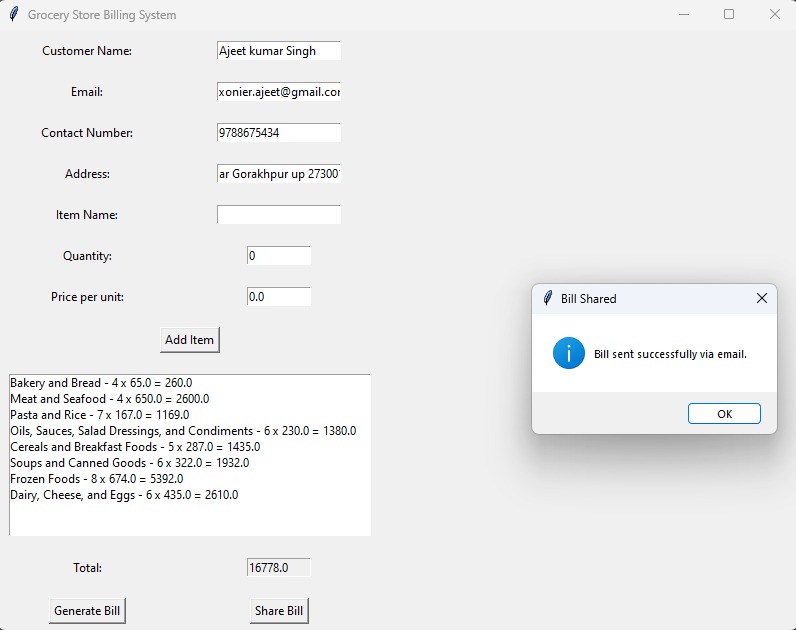 Grocery Store Billing System
Customer Name: Ajeet kumar Singh
Email: xonier.ajeet@gmail.cor
Contact Number: 9788675434
Address: ar Gorakhpur up 27300
Item Name:
Quantity: 0
Price per unit: 0.0
Add Item
Bill Shared
Bill sent successfully via email.
OK
Bakery and Bread - 4 x 65.0 = 260.0
Meat and Seafood - 4 x 650.0 = 2600.0
Pasta and Rice - 7 x 167.0 = 1169.0
Oils, Sauces, Salad Dressings, and Condiments - 6 x 230.0 = 1380.0
Cereals and Breakfast Foods - 5 x 287.0 = 1435.0
Soups and Canned Goods - 6 x 322.0 = 1932.0
Frozen Foods - 8 x 674.0 = 5392.0
Dairy, Cheese, and Eggs - 6 x 435.0 = 2610.0
Total: 16778.0
Generate Bill Share Bill